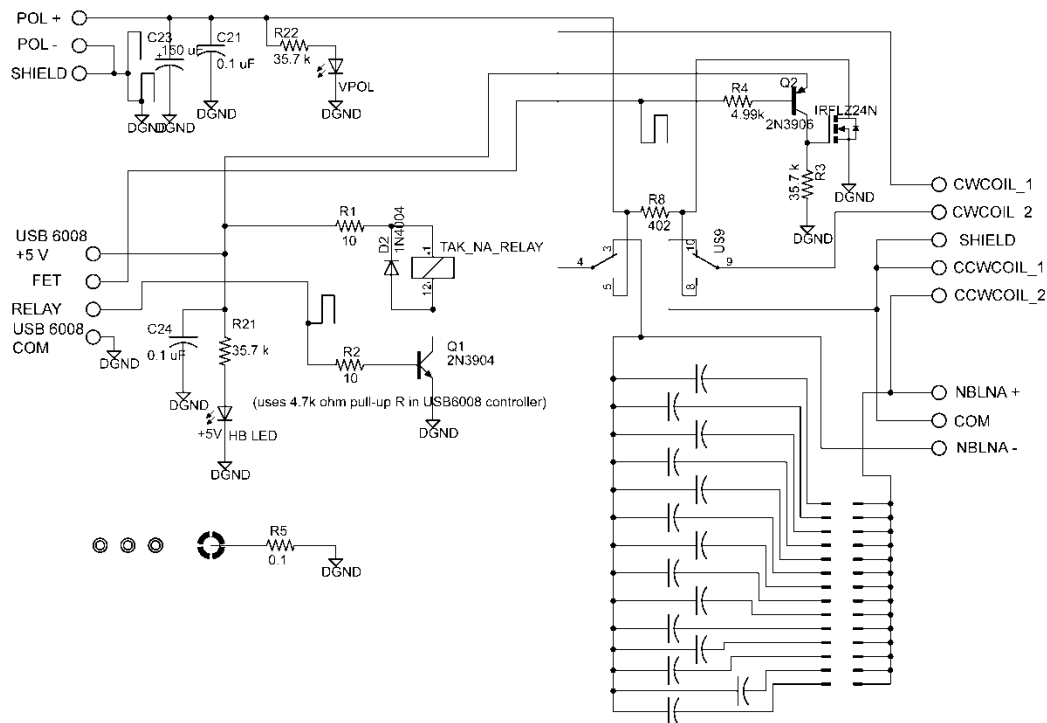 POL +
POL -
SHIELD
C23
+150 uF
C21
0.1 uF
R22
35.7 k
VPOL
DGND
DGND
DGND
DGND
R4
4.99k
Q2
2N3906
IRFLZ24N
35.7 k
R3
DGND
DGND
CWCOIL_1
CWCOIL 2
SHIELD
CCWCOIL_1
CCWCOIL_2
R8
402
US9
3
4
5
10
9
8
R1
10
D2
1N4004
TAK_NA_RELAY
1
12
USB 6008
+5 V
FET
RELAY
USB 6008
COM
DGND
C24
0.1 uF
DGND
R21
35.7 k
R2
10
Q1
2N3904
(uses 4.7k ohm pull-up R in USB6008 controller)
+5V
HB LED
DGND
DGND
NBLNA +
COM
NBLNA -
R5
0.1
DGND